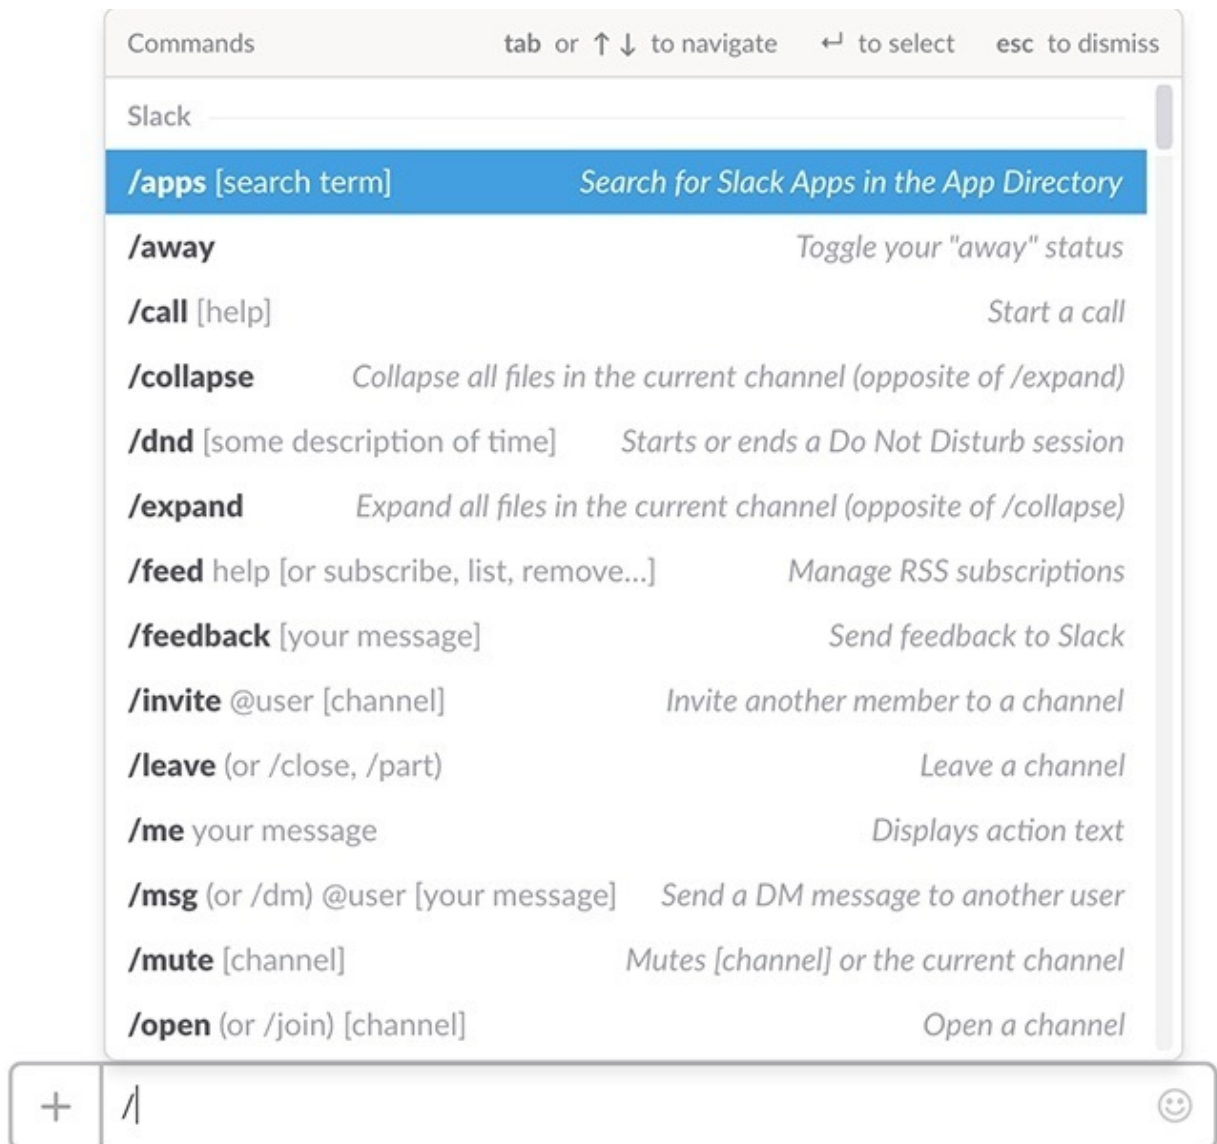 Commands tab or ↑ ↓ to navigate ↵ to select esc to dismiss
Slack
/apps [search term] Search for Slack Apps in the App Directory
/away Toggle your "away" status
/call [help] Start a call
/collapse Collapse all files in the current channel (opposite of /expand)
/dnd [some description of time] Starts or ends a Do Not Disturb session
/expand Expand all files in the current channel (opposite of /collapse)
/feed help [or subscribe, list, remove...] Manage RSS subscriptions
/feedback [your message] Send feedback to Slack
/invite @user [channel] Invite another member to a channel
/leave (or /close, /part) Leave a channel
/me your message Displays action text
/msg (or /dm) @user [your message] Send a DM message to another user
/mute [channel] Mutes [channel] or the current channel
/open (or /join) [channel] Open a channel
/